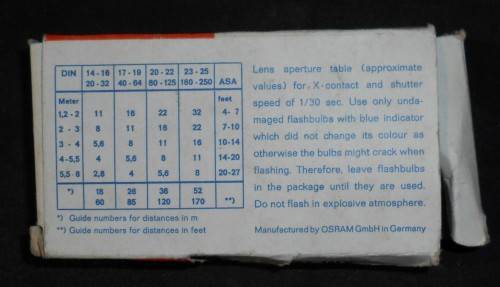 DIN 14-16 17-19 20-22 23-25
20-32 40-64 80-125 160-250 ASA
Meter feet
1,2-2 11 16 22 32 4-7
2-3 8 11 16 22 7-10
3-4 5,6 8 11 16 10-14
4-5,5 4 5,6 8 11 14-20
5,5-8 2,8 4 5,6 8 20-27
*) 18 26 36 52
60 85 120 170 **)
*) Guide numbers for distances in m
**) Guide numbers for distances in feet
Lens aperture table (approximate
values) for X-contact and shutter
speed of 1/30 sec. Use only unda-
maged flashbulbs with blue indicator
which did not change its colour as
otherwise the bulbs might crack when
flashing. Therefore, leave flashbulbs
in the package until they are used.
Do not flash in explosive atmosphere.
Manufactured by OSRAM GmbH in Germany